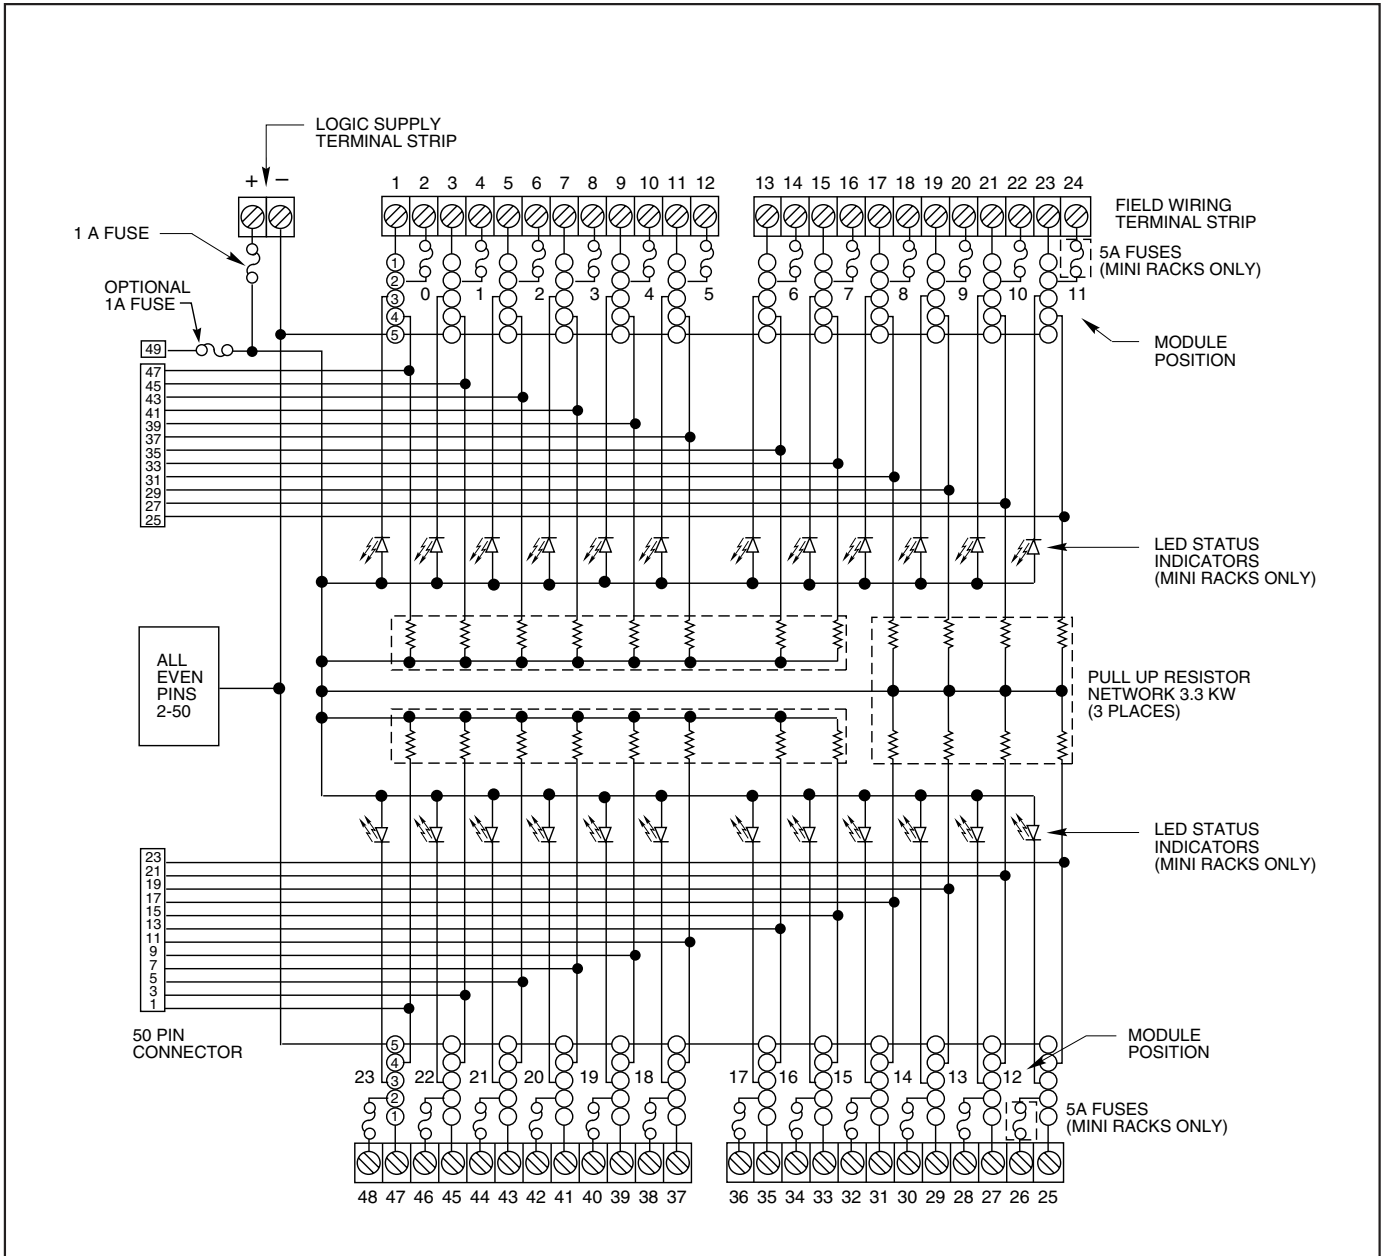 LOGIC SUPPLY
TERMINAL STRIP
+ −
1 2 3 4 5 6 7 8 9 10 11 12
13 14 15 16 17 18 19 20 21 22 23 24
FIELD WIRING
TERMINAL STRIP
1 A FUSE
5A FUSES
(MINI RACKS ONLY)
OPTIONAL
1A FUSE
1
2
3
4
5
0 1 2 3 4 5 6 7 8 9 10 11
MODULE
POSITION
49
47
45
43
41
39
37
35
33
31
29
27
25
LED STATUS
INDICATORS
(MINI RACKS ONLY)
ALL
EVEN
PINS
2-50
PULL UP RESISTOR
NETWORK 3.3 KW
(3 PLACES)
LED STATUS
INDICATORS
(MINI RACKS ONLY)
23
21
19
17
15
13
11
9
7
5
3
1
50 PIN
CONNECTOR
MODULE
POSITION
5
4
3
2
1
23 22 21 20 19 18 17 16 15 14 13 12
5A FUSES
(MINI RACKS ONLY)
48 47 46 45 44 43 42 41 40 39 38 37
36 35 34 33 32 31 30 29 28 27 26 25